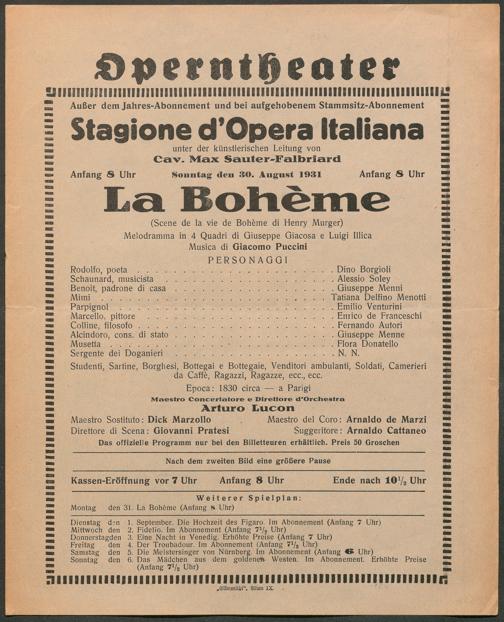 Operntheater
Außer dem Jahres-Abonnement und bei aufgehobenem Stammsitz-Abonnement
Stagione d'Opera Italiana
unter der künstlerischen Leitung von
Cav. Max Sauter-Falbriard
Anfang 8 Uhr Sonntag den 30. August 1931 Anfang 8 Uhr
La Bohème
(Scene de la vie de Bohème di Henry Murger)
Melodramma in 4 Quadri di Giuseppe Giacosa e Luigi Illica
Musica di Giacomo Puccini
PERSONAGGI
Rodolfo, poeta . . . . . . . . . . Dino Borgioli
Schaunard, musicista . . . . . . . . . . Alessio Soley
Benoit, padrone di casa . . . . . . . . . . Giuseppe Menni
Mimi . . . . . . . . . . Tatiana Delfino Menotti
Parpignol . . . . . . . . . . Emilio Venturini
Marcello, pittore . . . . . . . . . . Enrico de Franceschi
Colline, filosofo . . . . . . . . . . Fernando Autori
Alcindoro, cons. di stato . . . . . . . . . . Giuseppe Menne
Musetta . . . . . . . . . . Flora Donatello
Sergente dei Doganieri . . . . . . . . . . N. N.
Studenti, Sartine, Borghesi, Bottegai e Bottegaie, Venditori ambulanti, Soldati, Camerieri
da Caffè, Ragazzi, Ragazze, ecc., ecc.
Epoca: 1830 circa — a Parigi
Maestro Concertatore e Direttore d'Orchestra
Arturo Lucon
Maestro Sostituto: Dick Marzollo Maestro del Coro: Arnaldo de Marzi
Direttore di Scena: Giovanni Pratesi Suggeritore: Arnaldo Cattaneo
Das offizielle Programm nur bei den Billetteuren erhältlich. Preis 50 Groschen
Nach dem zweiten Bild eine größere Pause
Kassen-Eröffnung vor 7 Uhr Anfang 8 Uhr Ende nach 10½ Uhr
Weiterer Spielplan:
Montag den 31. La Bohème (Anfang 8 Uhr)
Dienstag den 1. September. Die Hochzeit des Figaro. Im Abonnement (Anfang 7 Uhr)
Mittwoch den 2. Fidelio. Im Abonnement (Anfang 7½ Uhr)
Donnerstag den 3. Eine Nacht in Venedig. Erhöhte Preise (Anfang 7 Uhr)
Freitag den 4. Der Troubadour. Im Abonnement (Anfang 7½ Uhr)
Samstag den 5. Die Meistersinger von Nürnberg. Im Abonnement (Anfang 6 Uhr)
Sonntag den 6. Das Mädchen aus dem goldenen Westen. Im Abonnement. Erhöhte Preise
(Anfang 7½ Uhr)
Wien IX.